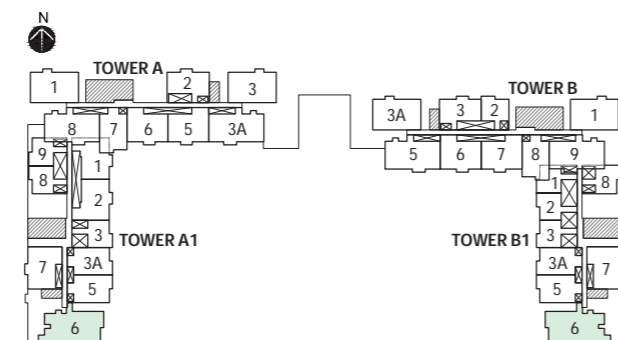 N
TOWER A
TOWER B
1 2 3
3A 3 2 1
8 7 6 5 3A
5 6 7 8 9
9 1
1 8
8 2
2
3
3
TOWER A1
TOWER B1
7 3A
3A 7
5
5
6
6